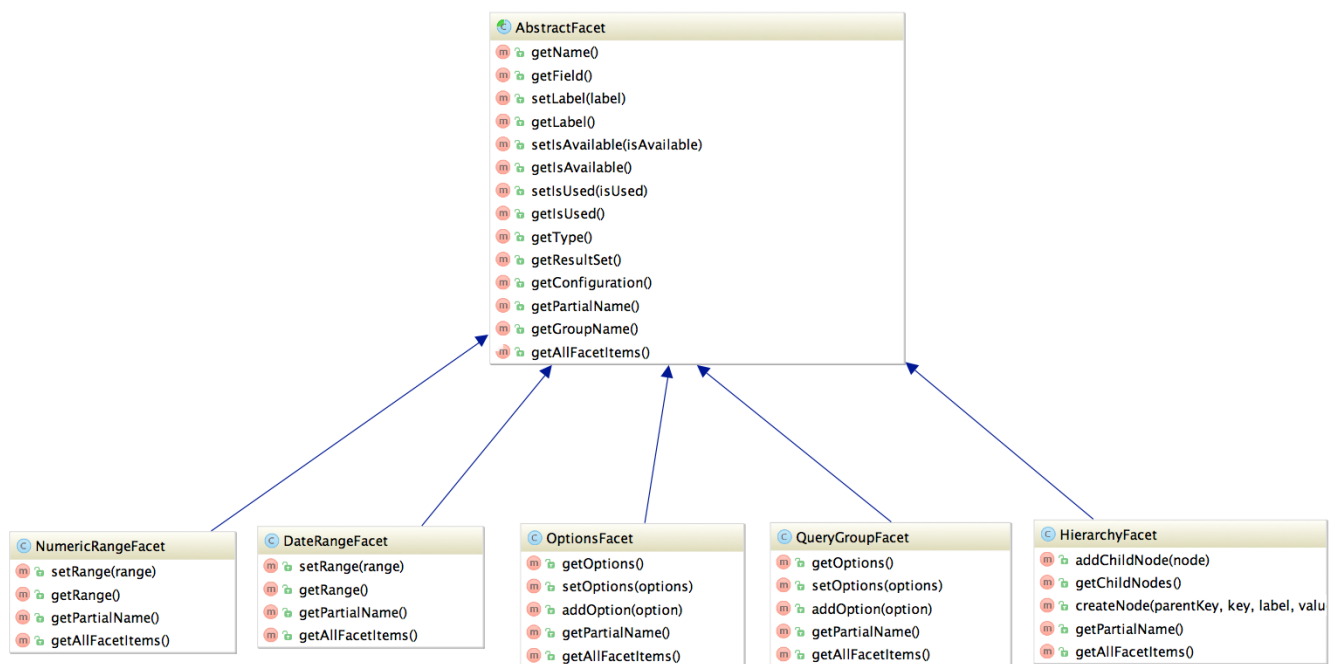 AbstractFacet
getName()
getField()
setLabel(label)
getLabel()
setIsAvailable(isAvailable)
getIsAvailable()
setIsUsed(isUsed)
getIsUsed()
getType()
getResultSet()
getConfiguration()
getPartialName()
getGroupName()
getAllFacetItems()
NumericRangeFacet
setRange(range)
getRange()
getPartialName()
getAllFacetItems()
DateRangeFacet
setRange(range)
getRange()
getPartialName()
getAllFacetItems()
OptionsFacet
getOptions()
setOptions(options)
addOption(option)
getPartialName()
getAllFacetItems()
QueryGroupFacet
getOptions()
setOptions(options)
addOption(option)
getPartialName()
getAllFacetItems()
HierarchyFacet
addChildNode(node)
getChildNodes()
createNode(parentKey, key, label, valu
getPartialName()
getAllFacetItems()